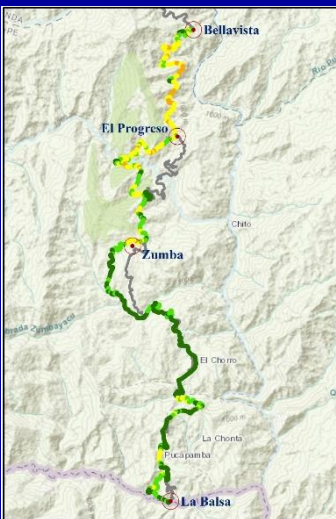 Bellavista
El Progreso
Chito
Zumba
El Chorro
La Chonta
Pucapamba
La Balsa